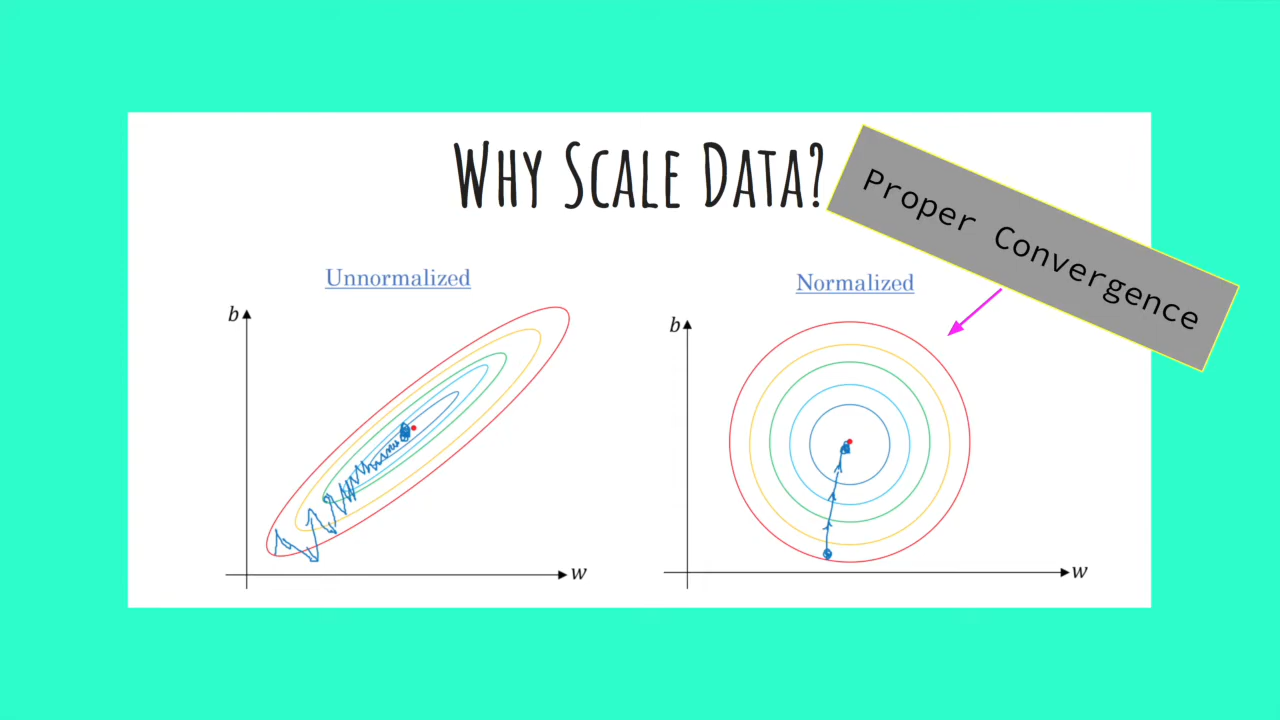 Why Scale Data?
Proper Convergence
Unnormalized
Normalized
b
w
b
w